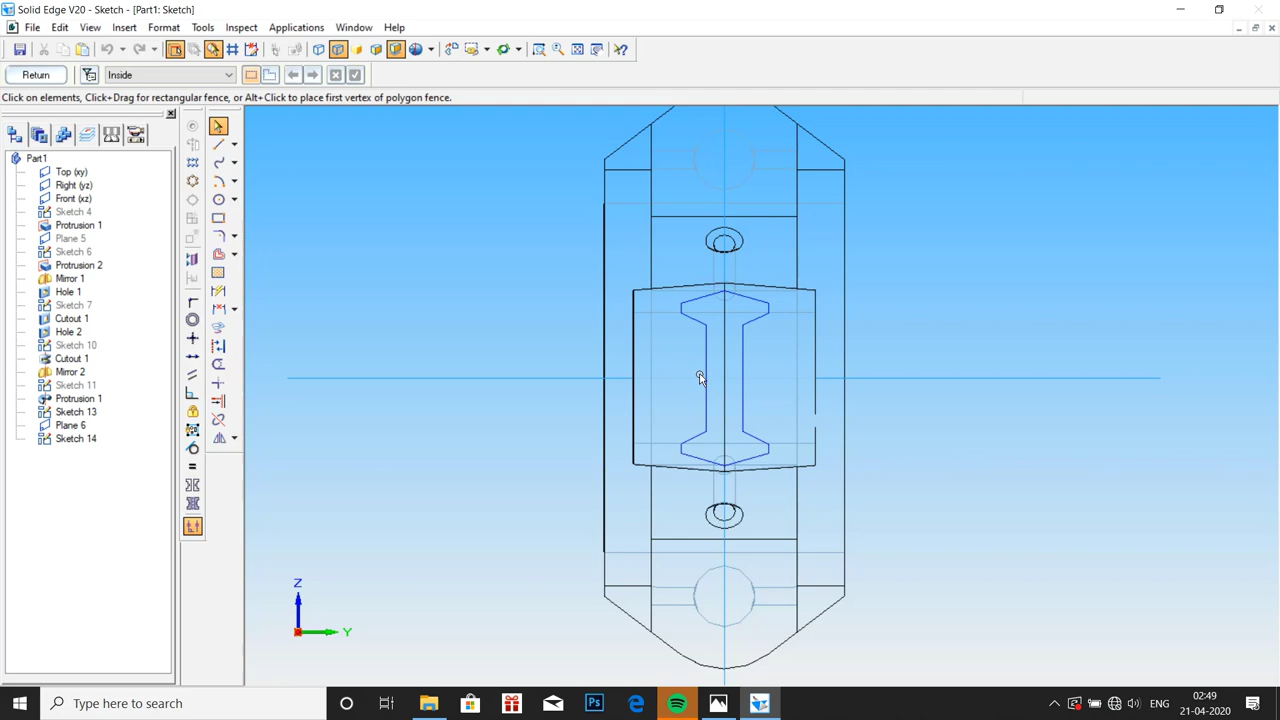 Solid Edge V20 - Sketch - [Part1: Sketch]
File Edit View Insert Format Tools Inspect Applications Window Help
Return Inside
Click on elements, Click+Drag for rectangular fence, or Alt+Click to place first vertex of polygon fence.
Part1
Top (xy)
Right (yz)
Front (xz)
Sketch 4
Protrusion 1
Plane 5
Sketch 6
Protrusion 2
Mirror 1
Hole 1
Sketch 7
Cutout 1
Hole 2
Sketch 10
Cutout 1
Mirror 2
Sketch 11
Protrusion 1
Sketch 13
Plane 6
Sketch 14
Z
Y
Type here to search
Ps
ENG
02:49
21-04-2020